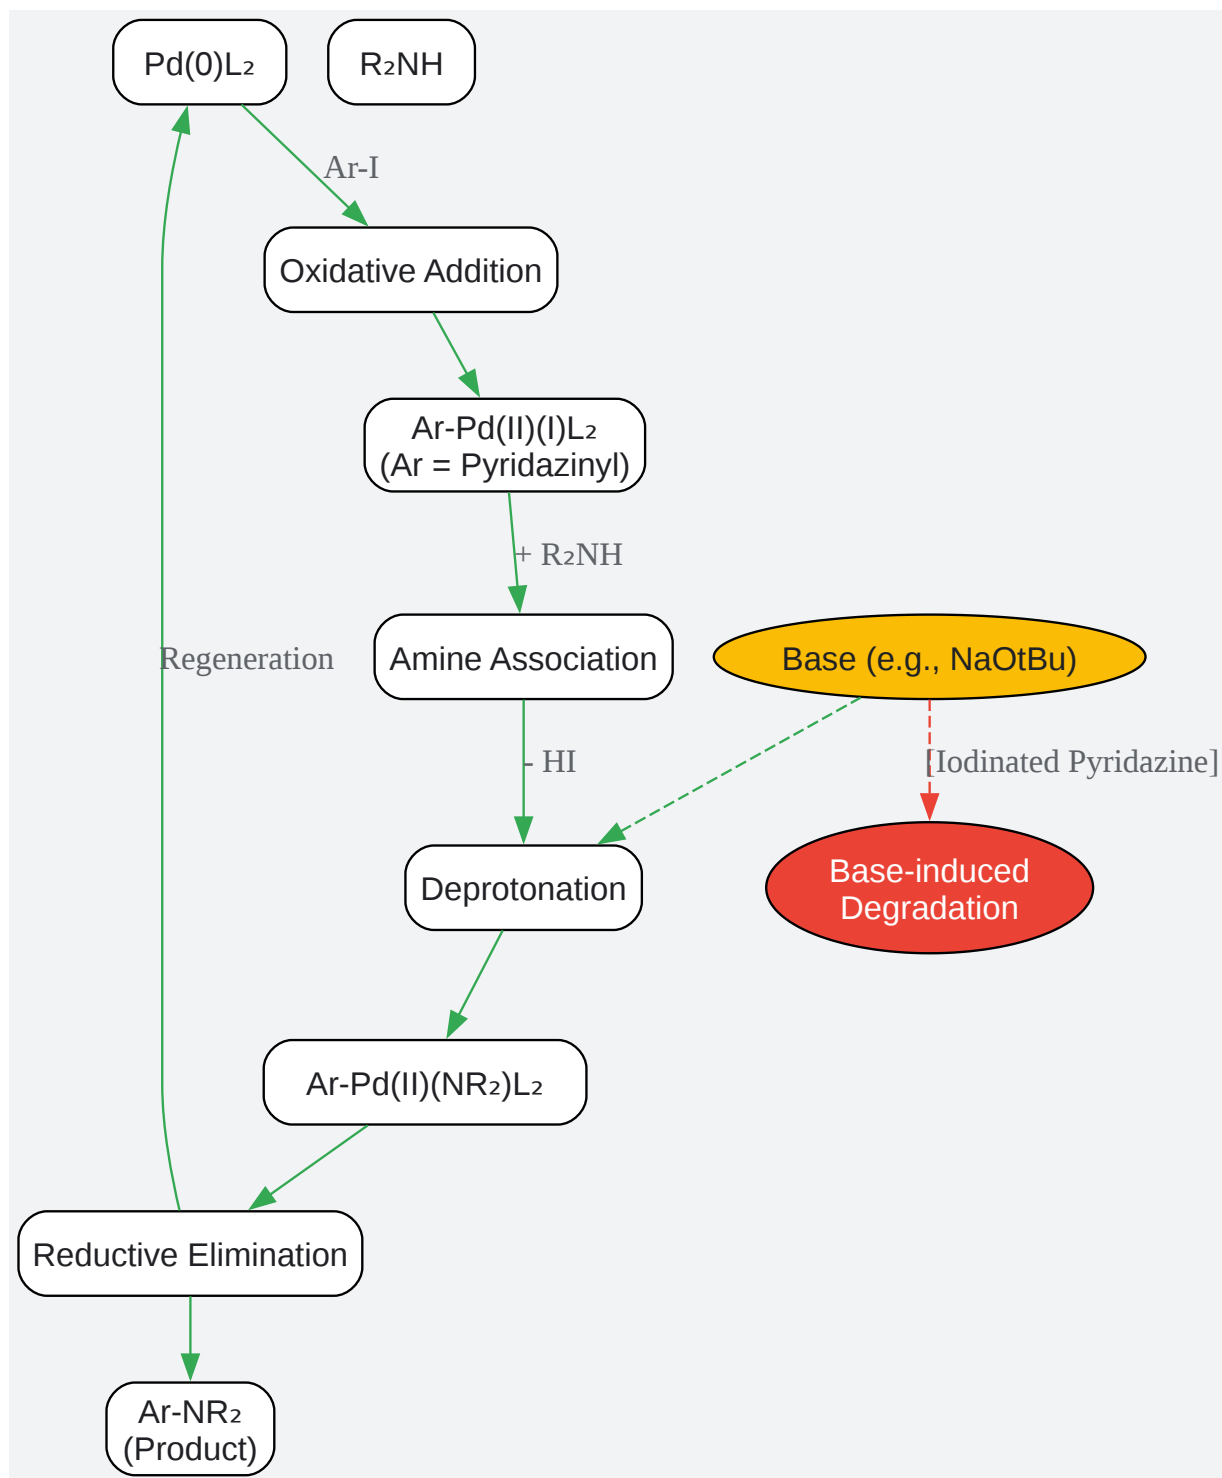 Pd(0)L₂
R₂NH
Ar-I
Oxidative Addition
Ar-Pd(II)(I)L₂
(Ar = Pyridazinyl)
+ R₂NH
Regeneration
Amine Association
Base (e.g., NaOtBu)
- HI
[Iodinated Pyridazine]
Deprotonation
Base-induced
Degradation
Ar-Pd(II)(NR₂)L₂
Reductive Elimination
Ar-NR₂
(Product)